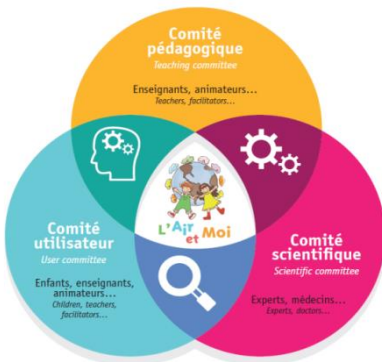 Comité
pédagogique
Teaching committee
Enseignants, animateurs...
Teachers, facilitators...
L'Air
et Moi
Comité
utilisateur
User committee
Enfants, enseignants,
animateurs...
Children, teachers,
facilitators...
Comité
scientifique
Scientific committee
Experts, médecins...
Experts, doctors...